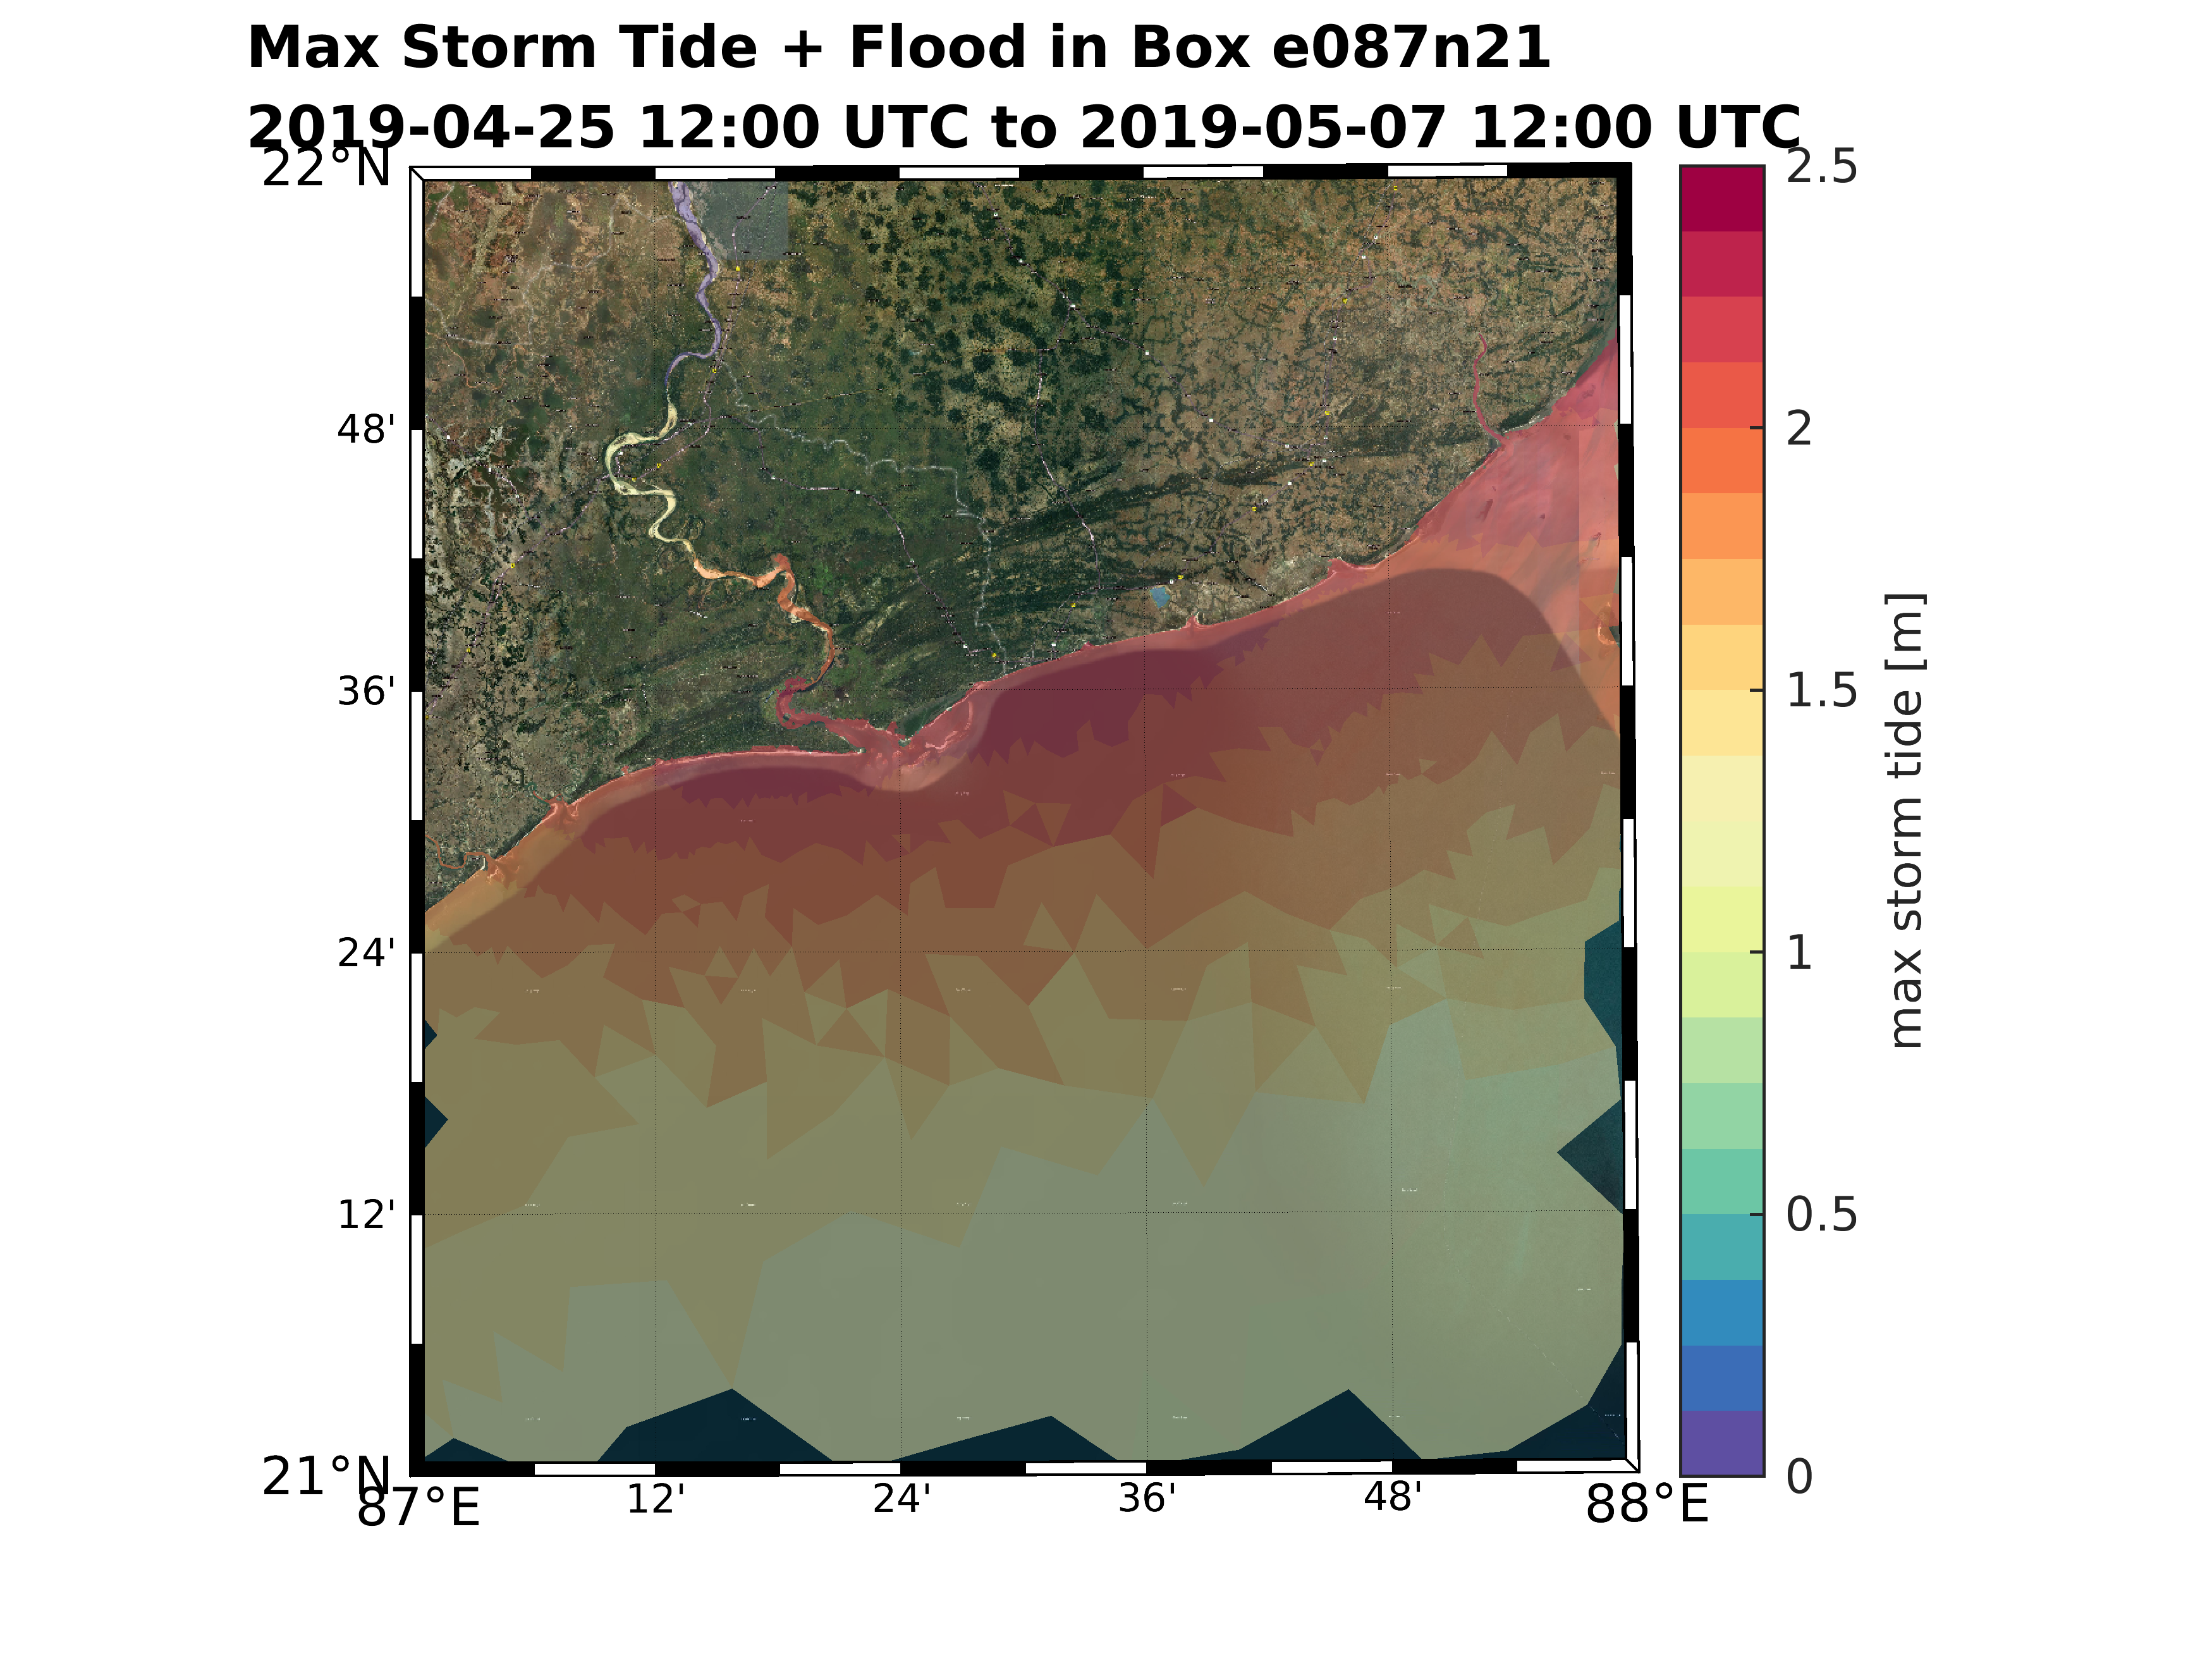 Max Storm Tide + Flood in Box e087n21
2019-04-25 12:00 UTC to 2019-05-07 12:00 UTC
22°N
48'
36'
24'
12'
21°N
87°E
12'
24'
36'
48'
88°E
2.5
2
1.5
1
0.5
0
max storm tide [m]